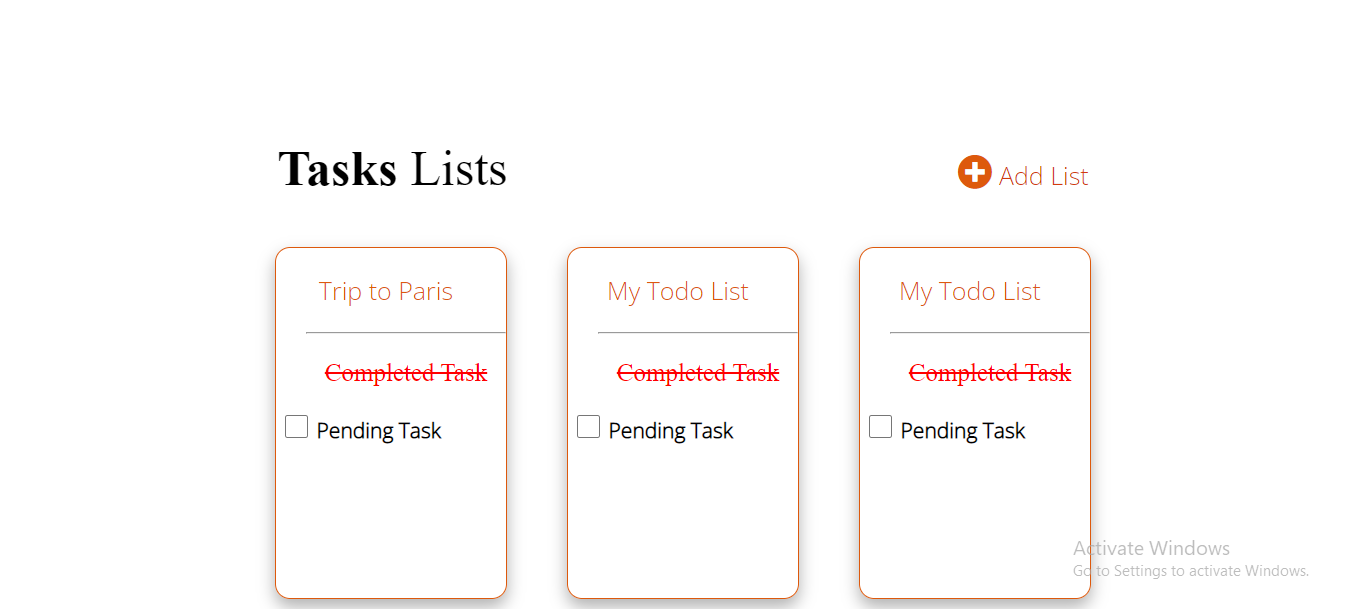 Tasks Lists
Add List
Trip to Paris
My Todo List
My Todo List
Completed Task
Completed Task
Completed Task
Pending Task
Pending Task
Pending Task
Activate Windows
Go to Settings to activate Windows.